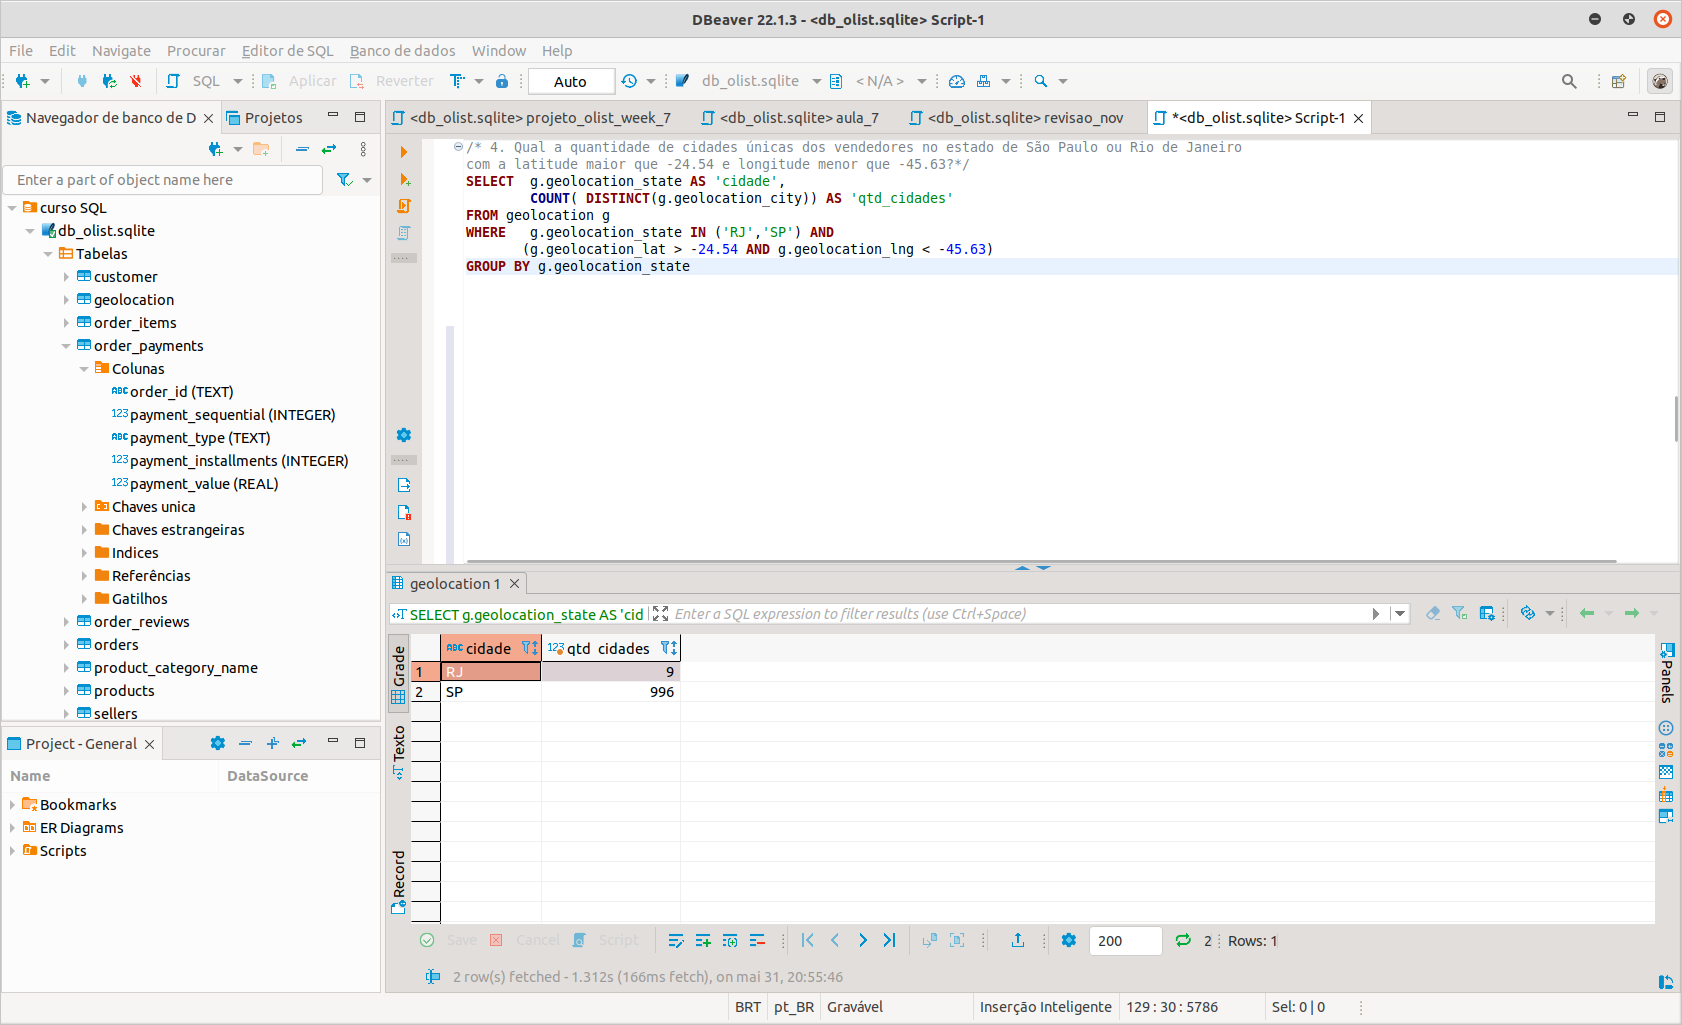 DBeaver 22.1.3 - <db_olist.sqlite> Script-1
File Edit Navigate Procurar Editor de SQL Banco de dados Window Help
SQL Aplicar Reverter Auto db_olist.sqlite < N/A >
Navegador de banco de D Projetos
Enter a part of object name here
curso SQL
db_olist.sqlite
Tabelas
customer
geolocation
order_items
order_payments
Colunas
ABC order_id (TEXT)
123 payment_sequential (INTEGER)
ABC payment_type (TEXT)
123 payment_installments (INTEGER)
123 payment_value (REAL)
Chaves unica
Chaves estrangeiras
Indices
Referências
Gatilhos
order_reviews
orders
product_category_name
products
sellers
Project - General
Name DataSource
Bookmarks
ER Diagrams
Scripts
<db_olist.sqlite> projeto_olist_week_7 <db_olist.sqlite> aula_7 <db_olist.sqlite> revisao_nov *<db_olist.sqlite> Script-1
/* 4. Qual a quantidade de cidades únicas dos vendedores no estado de São Paulo ou Rio de Janeiro
com a latitude maior que -24.54 e longitude menor que -45.63?*/
SELECT g.geolocation_state AS 'cidade',
COUNT( DISTINCT(g.geolocation_city)) AS 'qtd_cidades'
FROM geolocation g
WHERE g.geolocation_state IN ('RJ','SP') AND
(g.geolocation_lat > -24.54 AND g.geolocation_lng < -45.63)
GROUP BY g.geolocation_state
geolocation 1
SELECT g.geolocation_state AS 'cid Enter a SQL expression to filter results (use Ctrl+Space)
Grade
Texto
Record
ABC cidade 123 qtd_cidades
1 RJ 9
2 SP 996
Panels
Save Cancel Script 200 2 Rows: 1
2 row(s) fetched - 1.312s (166ms fetch), on mai 31, 20:55:46
BRT pt_BR Gravável Inserção Inteligente 129 : 30 : 5786 Sel: 0 | 0